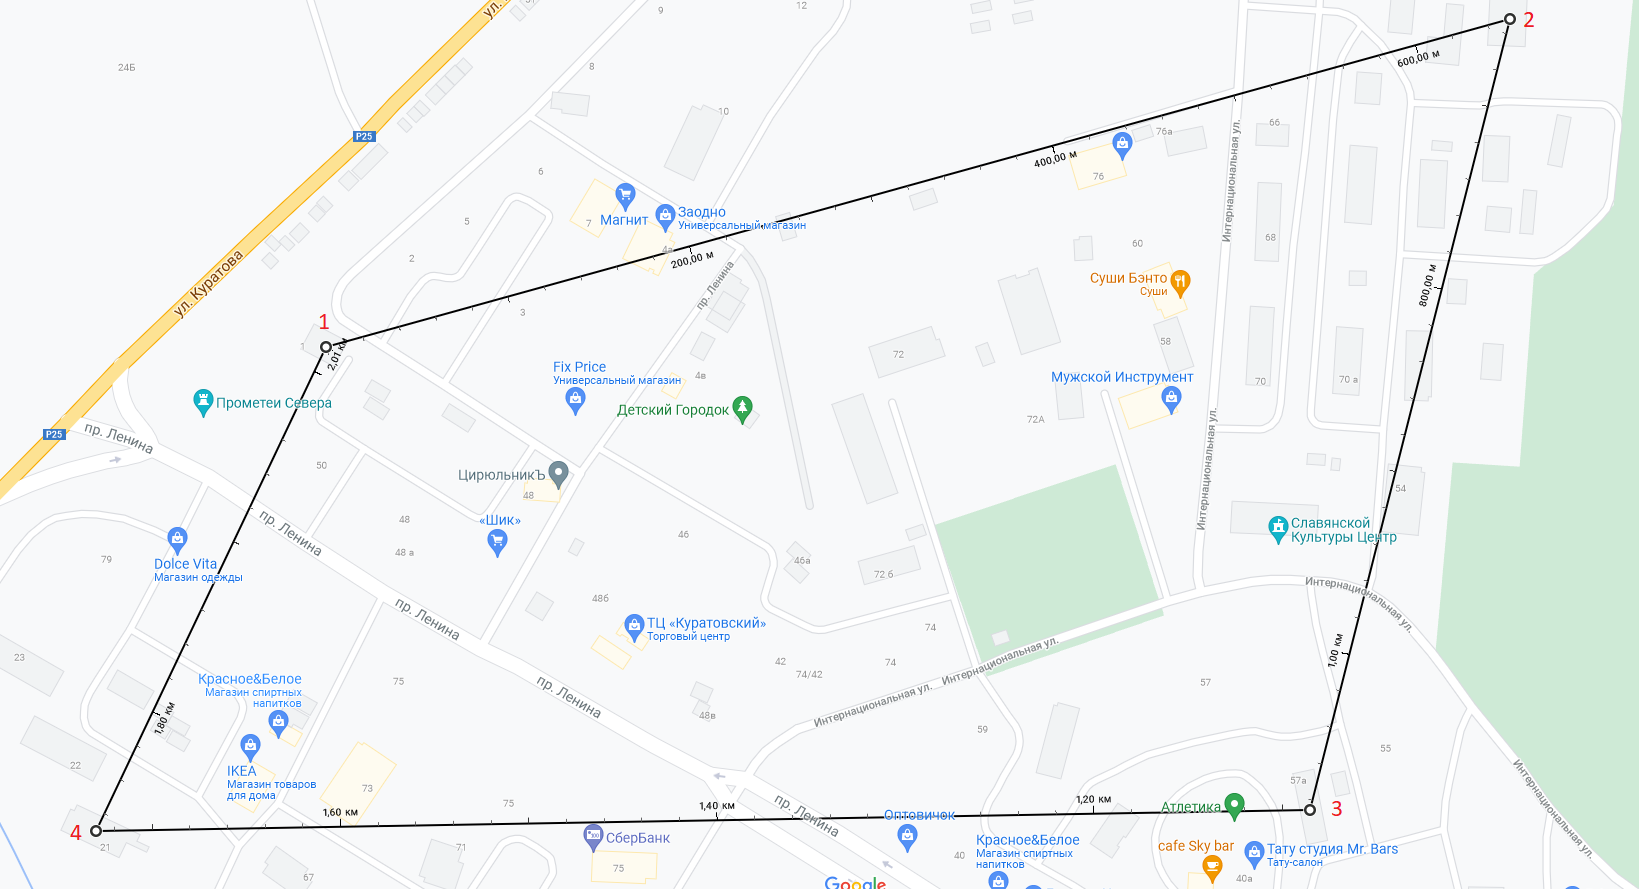 ул.
9
12
24Б
8
10
P25
66
76а
600,00 м
2
400,00 м
76
Интернациональная ул.
6
5
7
Магнит
Заодно
Универсальный магазин
4а
200,00 м
пр. Ленина
2
ул. Куратова
3
60
68
Суши Бэнто
Суши
800,00 м
1
1
2,01 км
58
72
70
70 а
Fix Price
Универсальный магазин
4в
Мужской Инструмент
Прометеи Севера
Детский Городок
72А
P25
пр. Ленина
Интернациональная ул.
50
ЦирюльникЪ
48
54
48
«Шик»
46
Славянской
Культуры Центр
пр. Ленина
79
48 а
46а
72 б
Dolce Vita
Магазин одежды
Интернациональная ул.
48б
пр. Ленина
ТЦ «Куратовский»
Торговый центр
74
23
42
74
74/42
1,00 км
Интернациональная ул.
Интернациональная ул.
Красное&Белое
Магазин спиртных
напитков
75
пр. Ленина
57
1,80 км
48в
59
55
22
IKEA
Магазин товаров
для дома
73
57а
Интернациональная ул.
75
1,60 км
1,40 км
1,20 км
Атлетика
3
пр. Ленина
Оптовичок
4
21
СберБанк
71
75
67
40
Красное&Белое
Магазин спиртных
напитков
cafe Sky bar
Тату студия Mr. Bars
Тату-салон
40а
Google